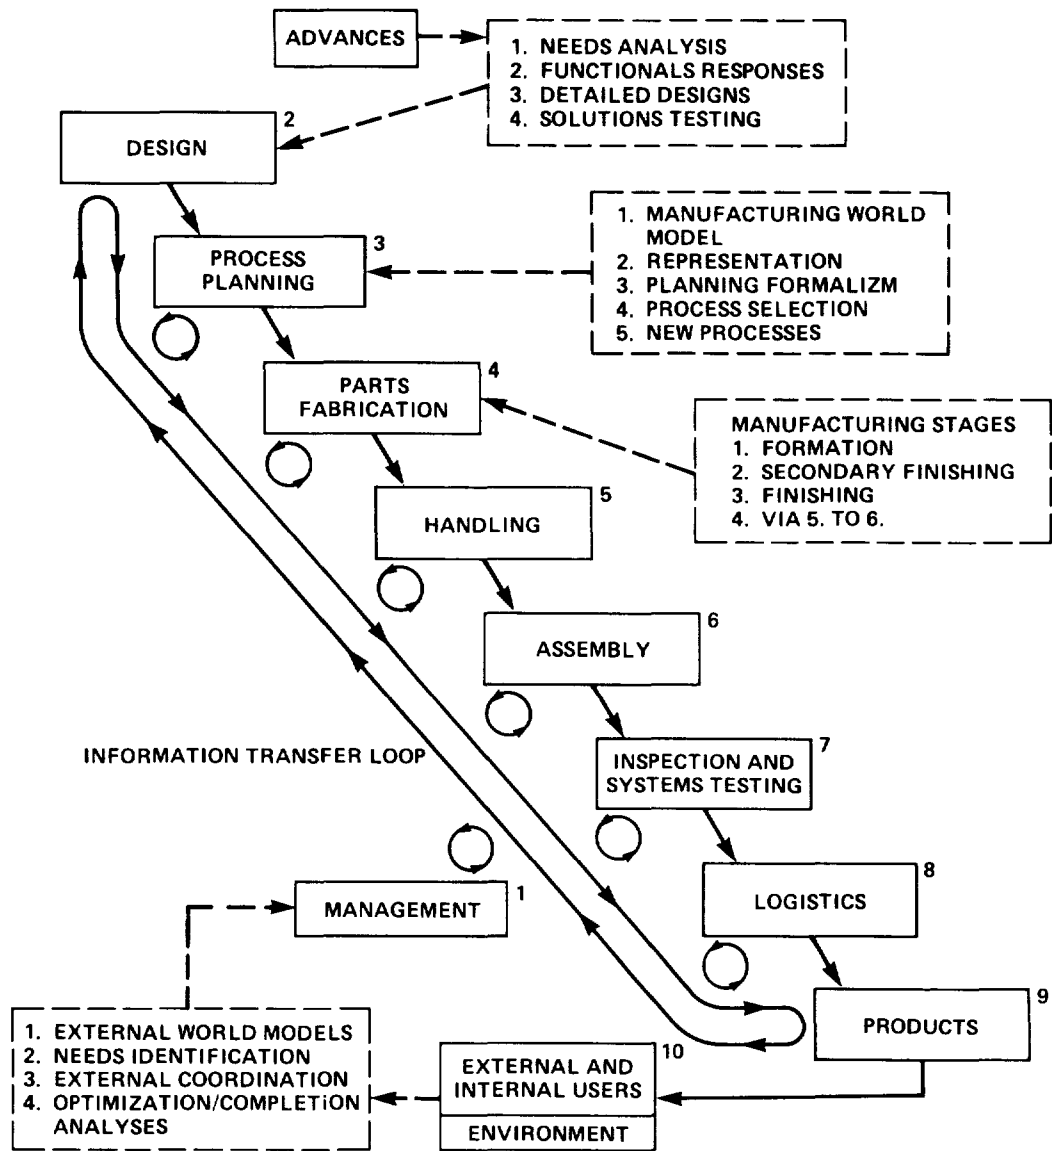 ADVANCES
1. NEEDS ANALYSIS
2. FUNCTIONALS RESPONSES
3. DETAILED DESIGNS
4. SOLUTIONS TESTING
2
DESIGN
1. MANUFACTURING WORLD
MODEL
2. REPRESENTATION
3. PLANNING FORMALIZM
4. PROCESS SELECTION
5. NEW PROCESSES
3
PROCESS
PLANNING
4
PARTS
FABRICATION
MANUFACTURING STAGES
1. FORMATION
2. SECONDARY FINISHING
3. FINISHING
4. VIA 5. TO 6.
5
HANDLING
6
ASSEMBLY
7
INSPECTION AND
SYSTEMS TESTING
INFORMATION TRANSFER LOOP
8
LOGISTICS
1
MANAGEMENT
9
PRODUCTS
10
EXTERNAL AND
INTERNAL USERS
ENVIRONMENT
1. EXTERNAL WORLD MODELS
2. NEEDS IDENTIFICATION
3. EXTERNAL COORDINATION
4. OPTIMIZATION/COMPLETiON
ANALYSES